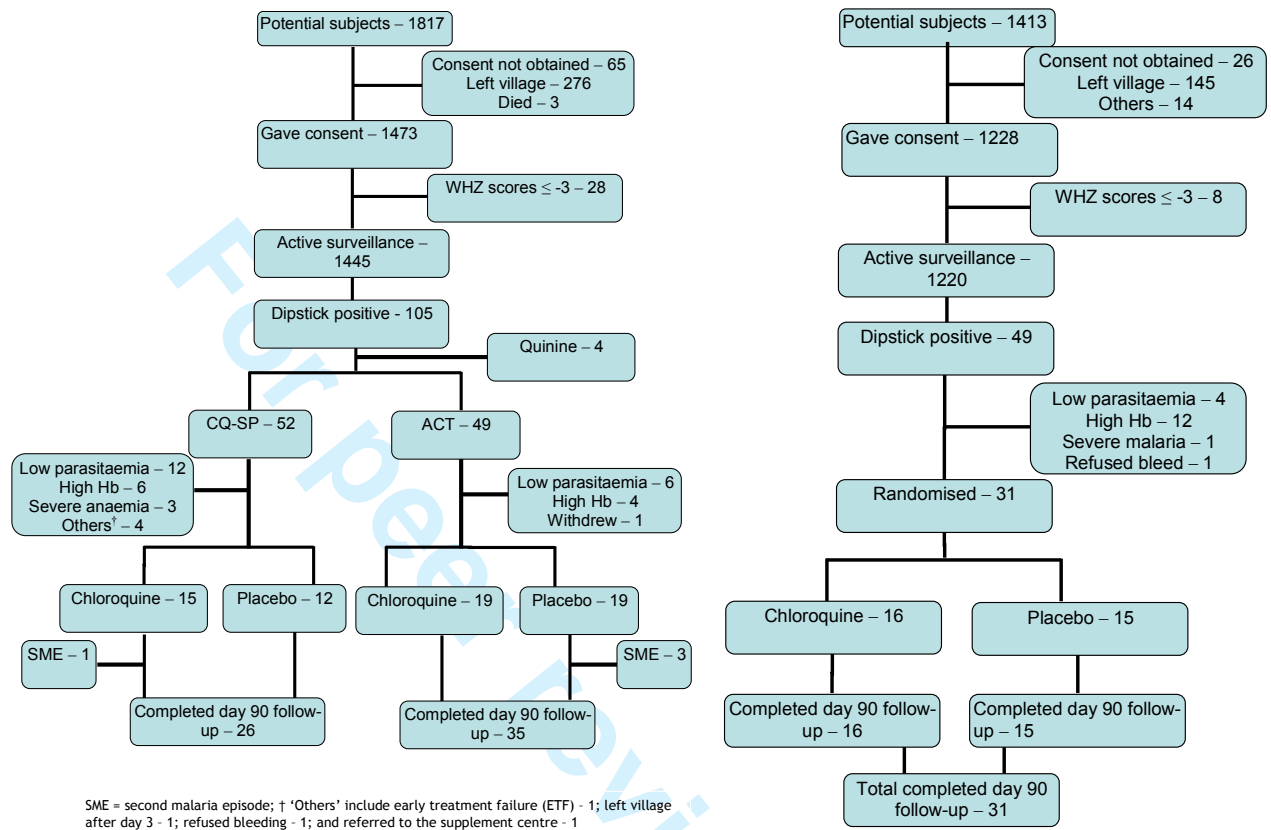 Potential subjects – 1817
Consent not obtained – 65
Left village – 276
Died – 3
Gave consent – 1473
WHZ scores ≤ -3 – 28
Active surveillance –
1445
Dipstick positive - 105
Quinine – 4
CQ-SP – 52
ACT – 49
Low parasitaemia – 12
High Hb – 6
Severe anaemia – 3
Others† – 4
Low parasitaemia – 6
High Hb – 4
Withdrew – 1
Chloroquine – 15
Placebo – 12
Chloroquine – 19
Placebo – 19
SME – 1
SME – 3
Completed day 90 follow-
up – 26
Completed day 90 follow-
up – 35
SME = second malaria episode; † ‘Others’ include early treatment failure (ETF) - 1; left village
after day 3 - 1; refused bleeding - 1; and referred to the supplement centre - 1
Potential subjects – 1413
Consent not obtained – 26
Left village – 145
Others – 14
Gave consent – 1228
WHZ scores ≤ -3 – 8
Active surveillance –
1220
Dipstick positive – 49
Low parasitaemia – 4
High Hb – 12
Severe malaria – 1
Refused bleed – 1
Randomised – 31
Chloroquine – 16
Placebo – 15
Completed day 90 follow-
up - 16
Completed day 90 follow-
up – 15
Total completed day 90
follow-up – 31
For peer revi